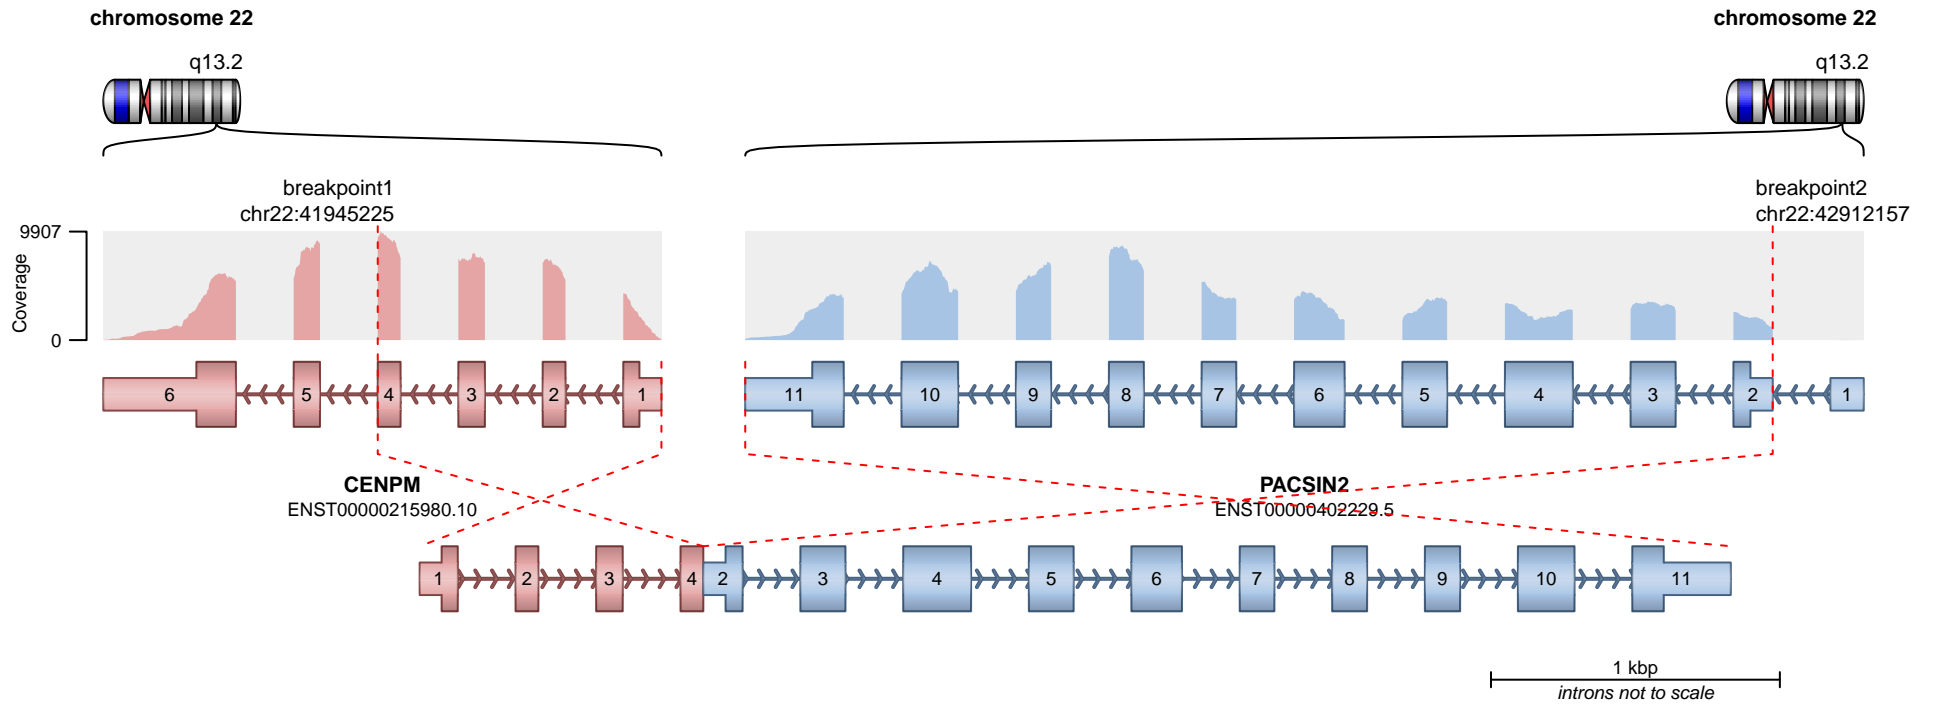 chromosome 22 chromosome 22
q13.2 q13.2
breakpoint1 breakpoint2
chr22:41945225 chr22:42912157
9907
Coverage
0
6 5 4 3 2 1 11 10 9 8 7 6 5 4 3 2 1
CENPM PACSIN2
ENST00000215980.10 ENST00000402229.5
1 2 3 4 2 3 4 5 6 7 8 9 10 11
1 kbp
introns not to scale